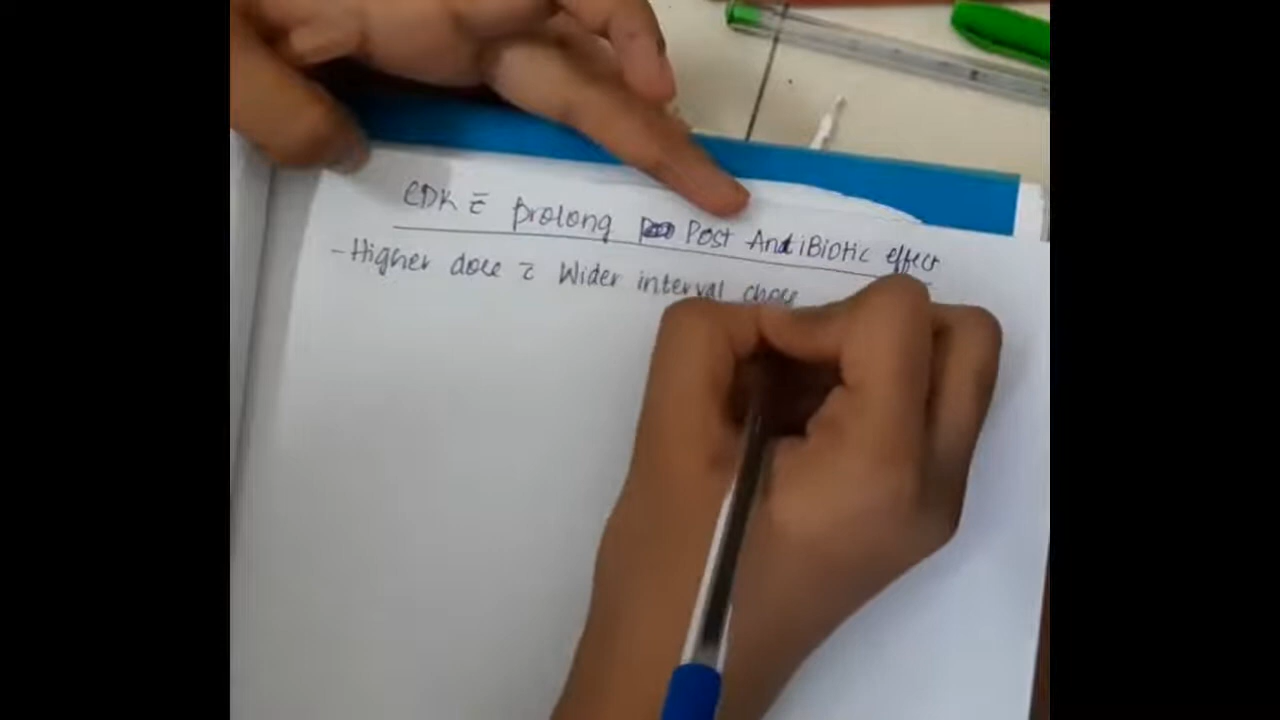 CDK c̄ prolong Post AntiBiotic effect
- Higher dose c̄ Wider interval